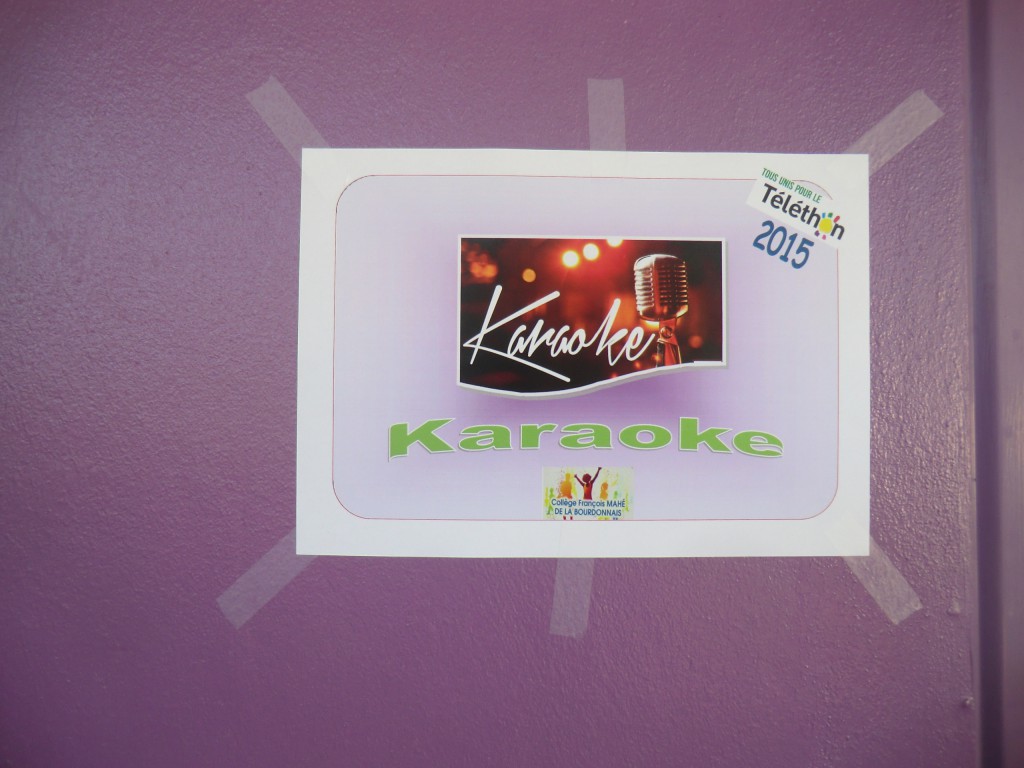 TOUS UNIS POUR LE
Téléthon
2015
Karaoke
Karaoke
Collège François MAHÉ
DE LA BOURDONNAIS